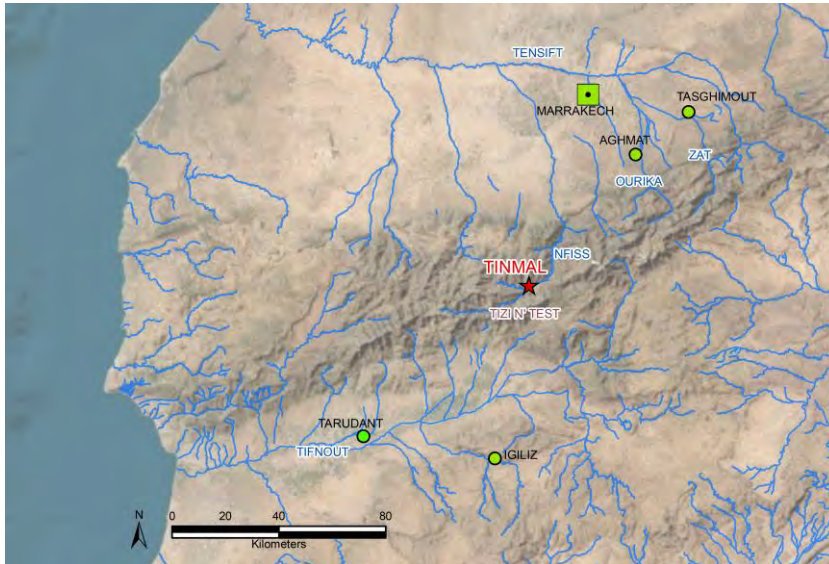 TENSIFT
MARRAKECH
TASGHIMOUT
AGHMAT
ZAT
OURIKA
NFISS
TINMAL
TIZI N' TEST
TARUDANT
TIFNOUT
IGILIZ
N
0 20 40 80
Kilometers